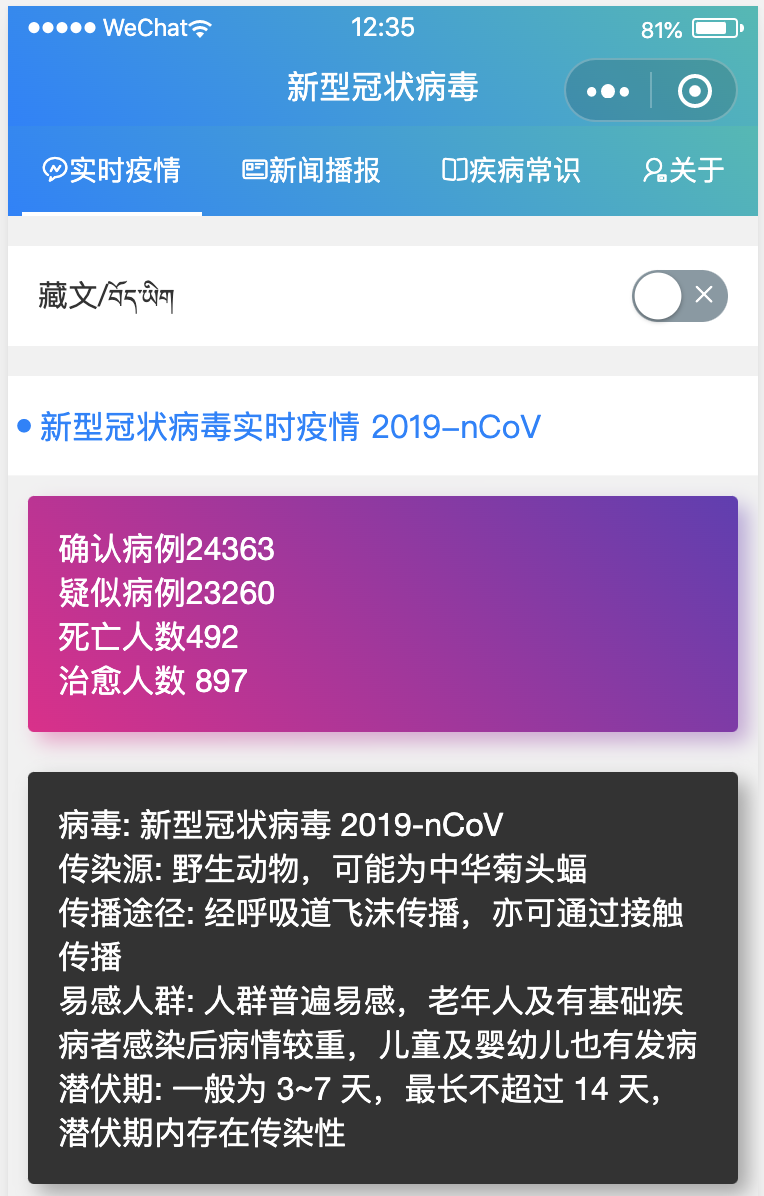 WeChat 12:35 81%
新型冠状病毒
实时疫情 新闻播报 疾病常识 关于
藏文/བོད་ཡིག
新型冠状病毒实时疫情 2019–nCoV
确认病例24363
疑似病例23260
死亡人数492
治愈人数 897
病毒: 新型冠状病毒 2019-nCoV
传染源: 野生动物，可能为中华菊头蝠
传播途径: 经呼吸道飞沫传播，亦可通过接触
传播
易感人群: 人群普遍易感，老年人及有基础疾
病者感染后病情较重，儿童及婴幼儿也有发病
潜伏期: 一般为 3~7 天，最长不超过 14 天，
潜伏期内存在传染性